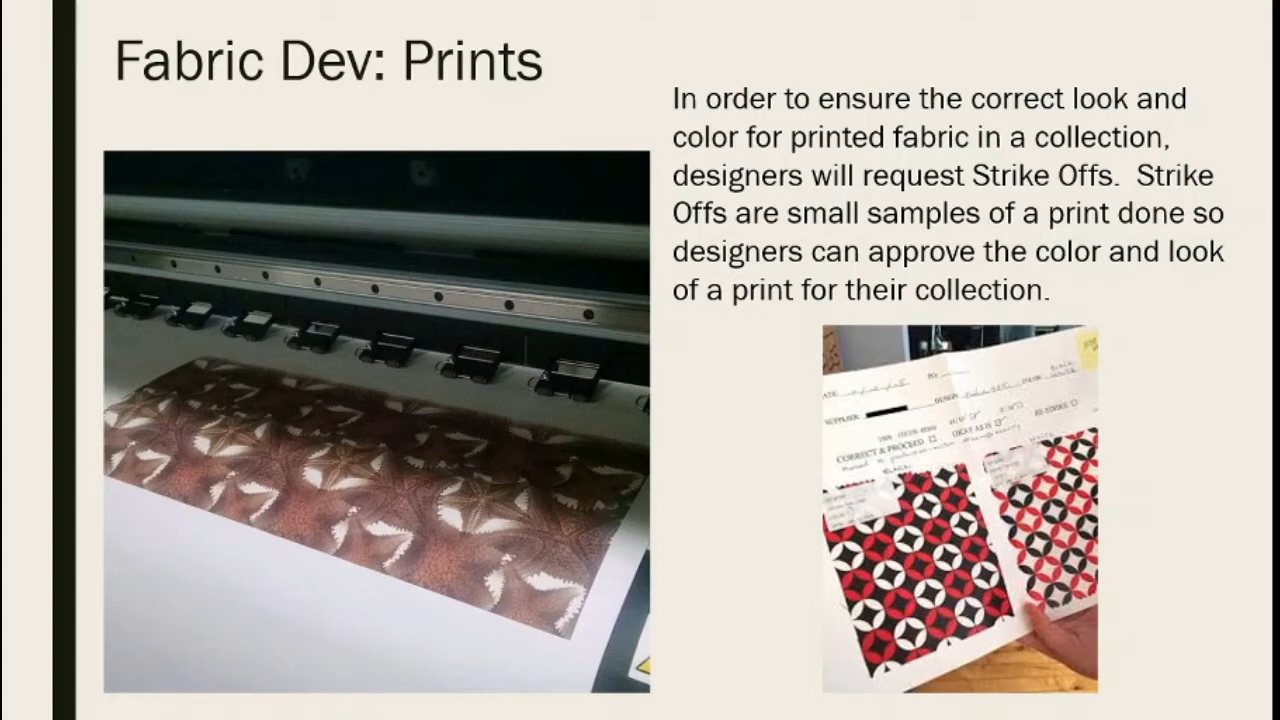 Fabric Dev: Prints
In order to ensure the correct look and
color for printed fabric in a collection,
designers will request Strike Offs.  Strike
Offs are small samples of a print done so
designers can approve the color and look
of a print for their collection.
DESIGN
SUPPLIER
RE-STRIKE
OKAY AS IS
CORRECT & PROCEED